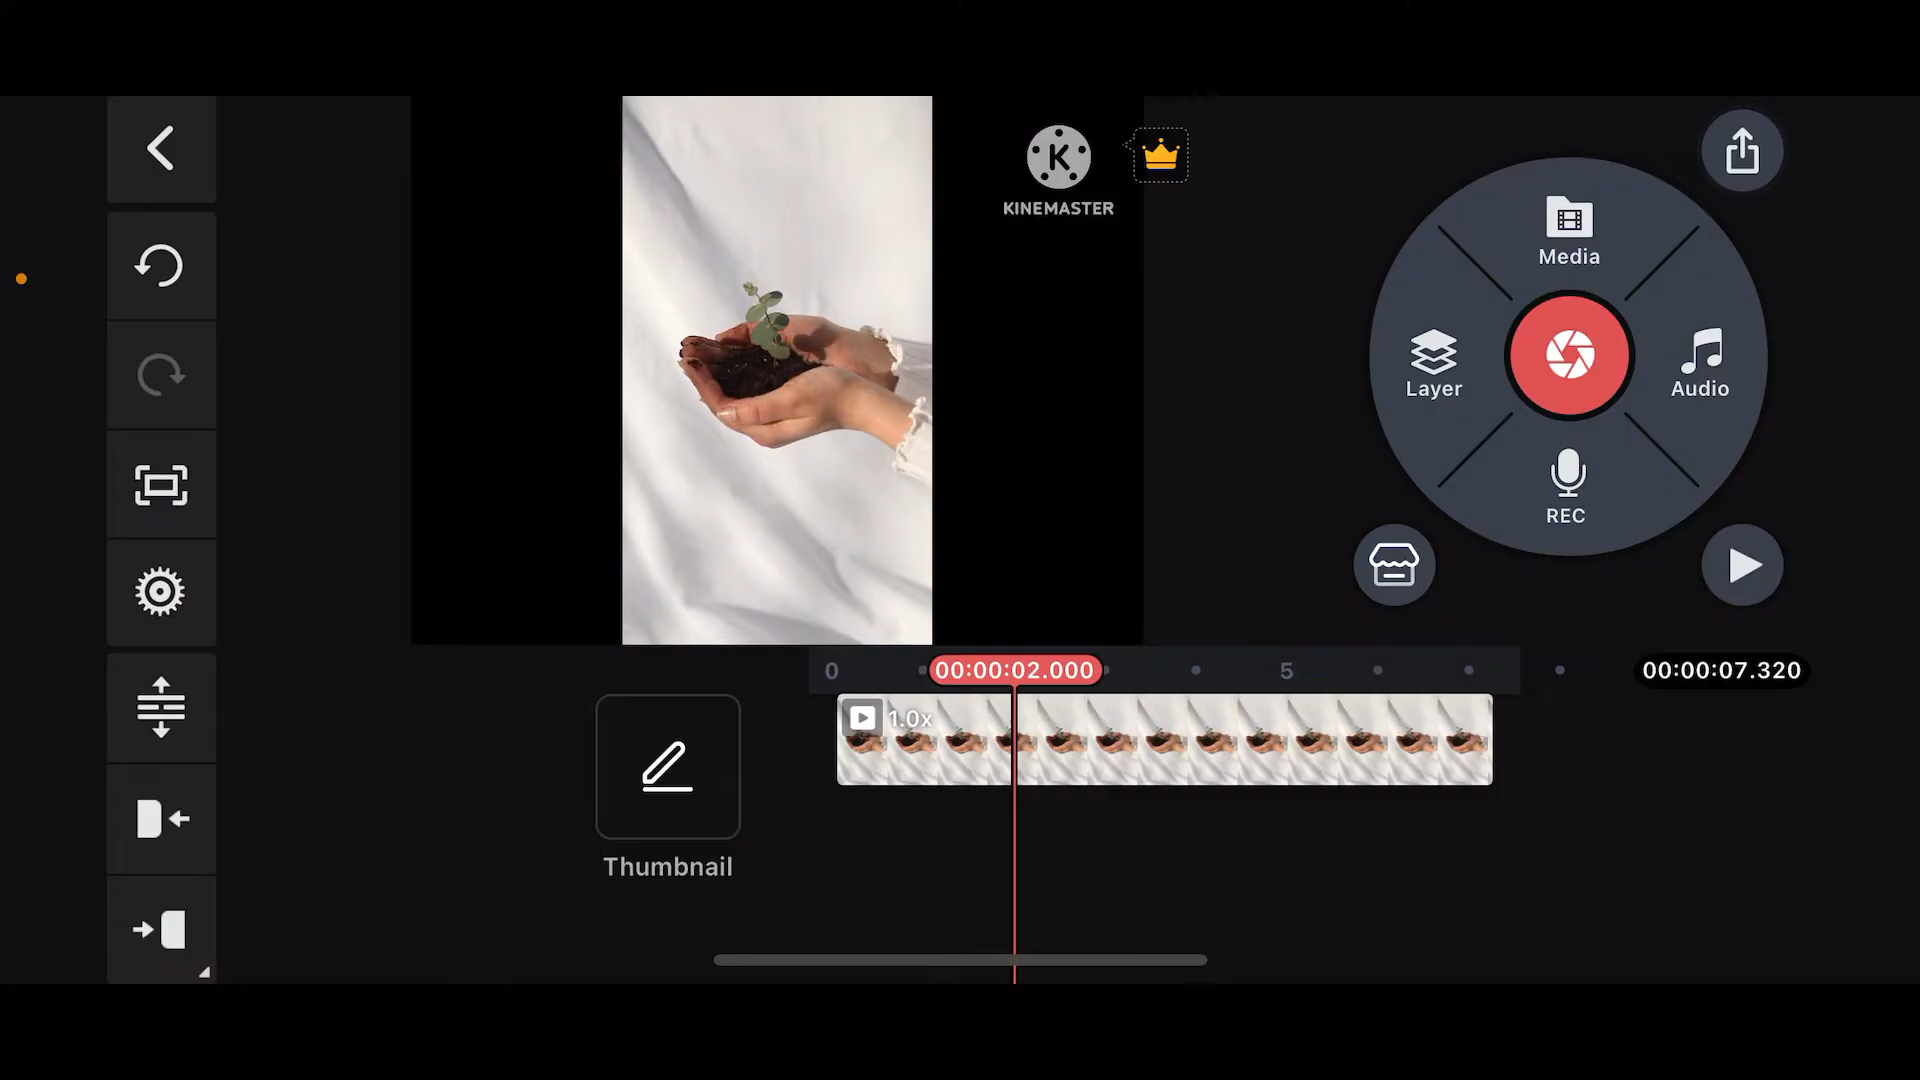 K
KINEMASTER
Media
Layer
Audio
REC
0
00:00:02.000
5
00:00:07.320
1.0x
Thumbnail